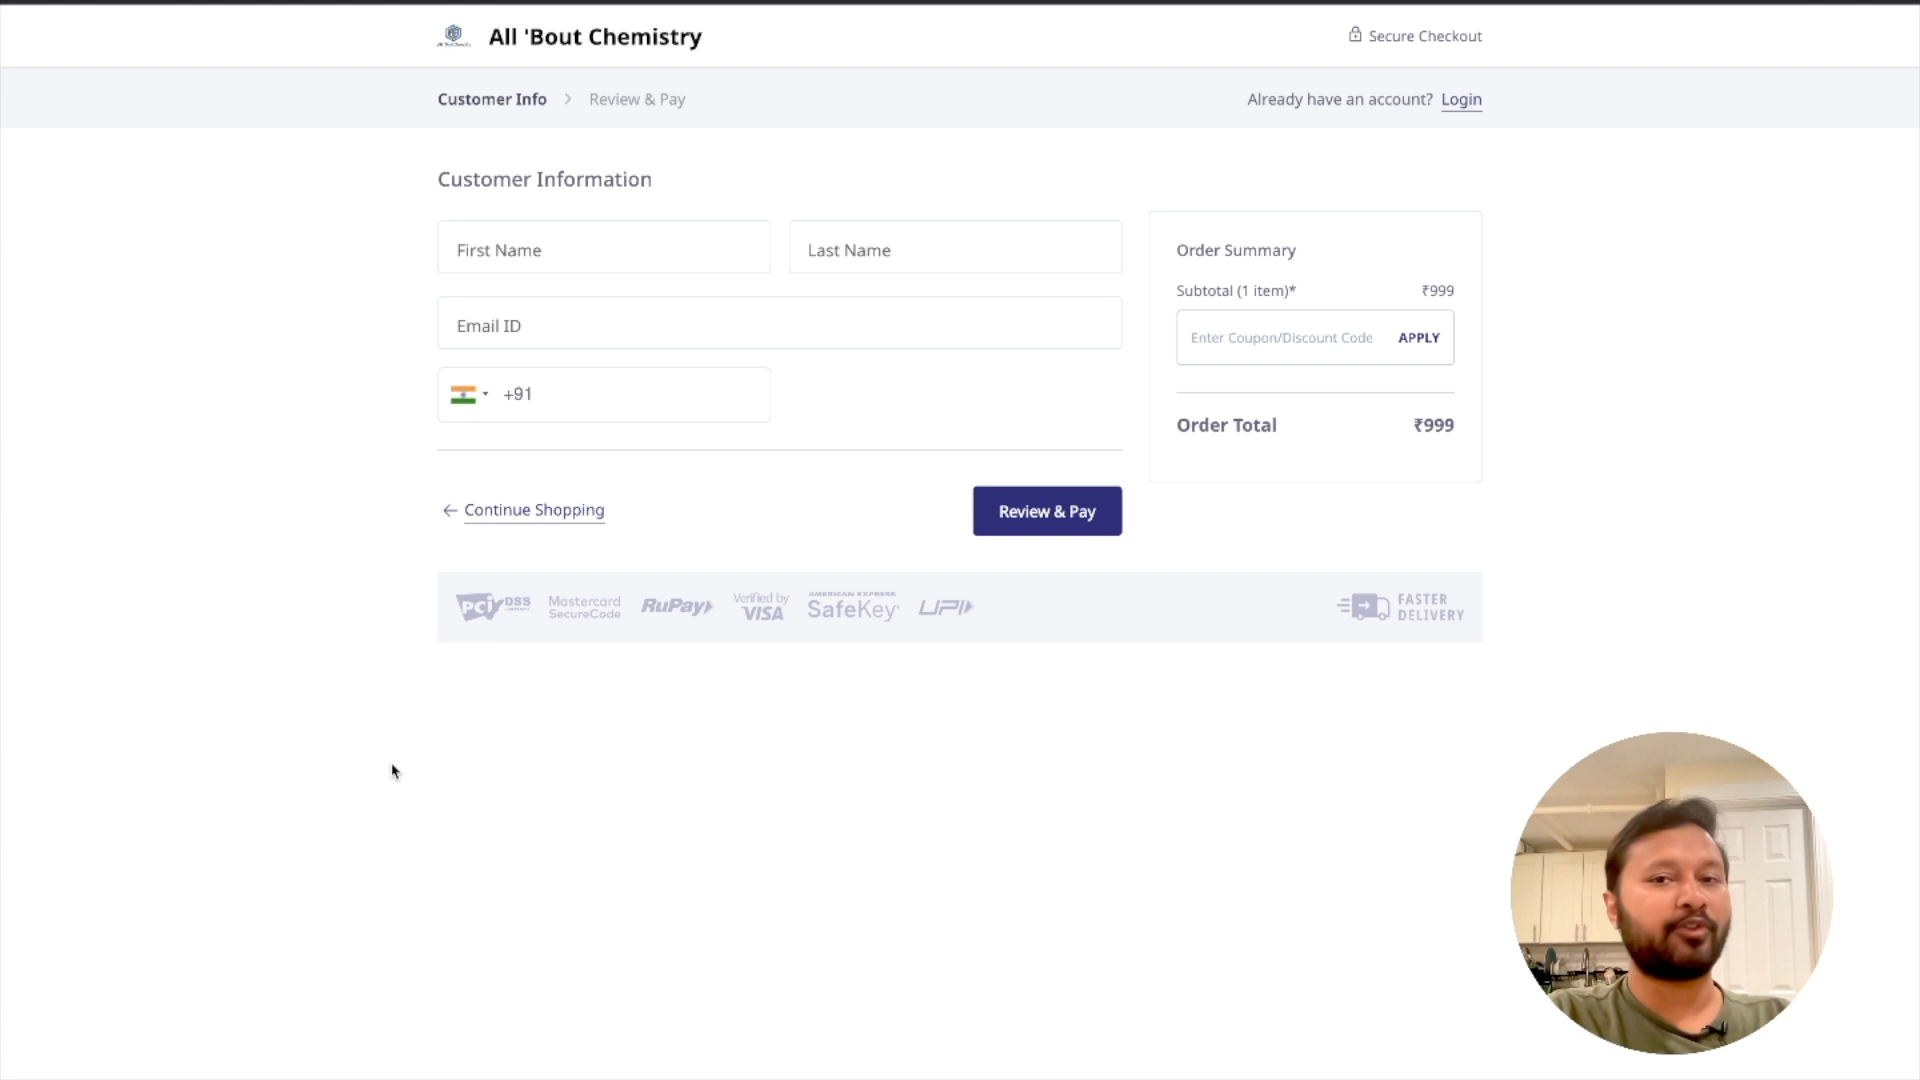 All 'Bout Chemistry
Secure Checkout
Customer Info
Review & Pay
Already have an account? Login
Customer Information
First Name
Last Name
Email ID
+91
Order Summary
Subtotal (1 item)* ₹999
Enter Coupon/Discount Code APPLY
Order Total ₹999
Continue Shopping
Review & Pay
PCI DSS
Mastercard SecureCode
RuPay
Verified by VISA
AMERICAN EXPRESS SafeKey
UPI
FASTER DELIVERY